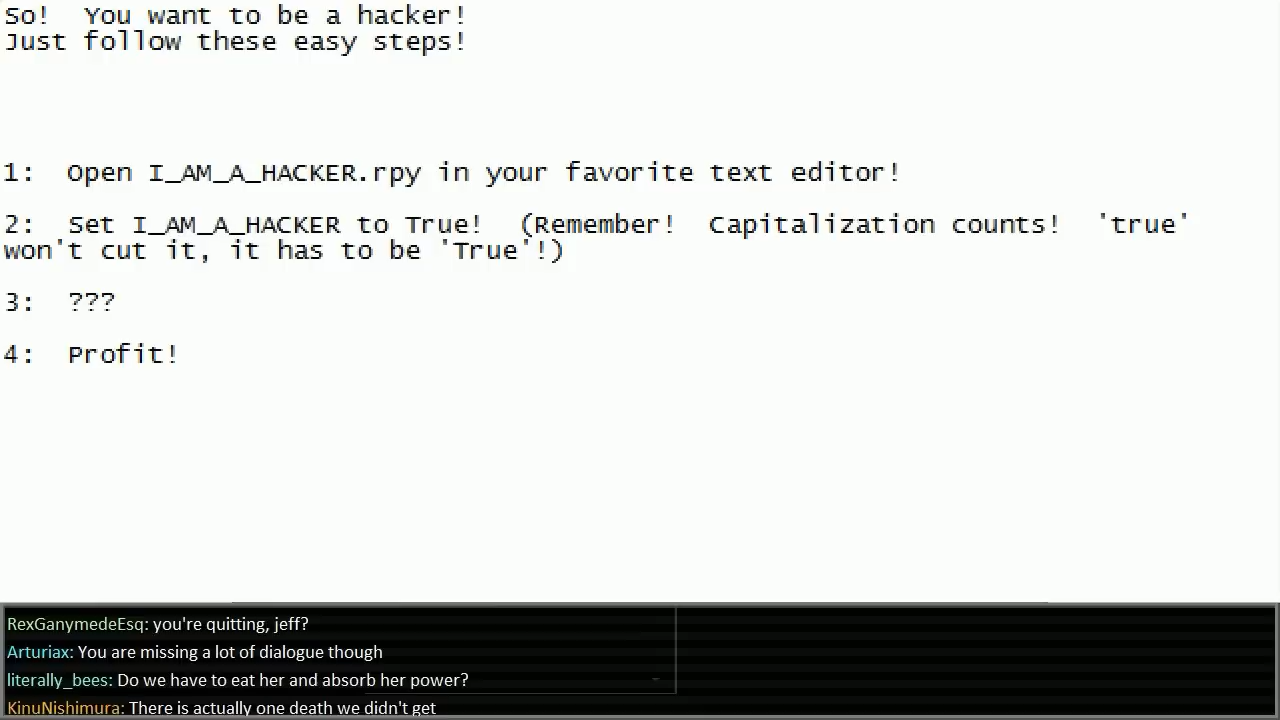 So!  You want to be a hacker!
Just follow these easy steps!
1:  Open I_AM_A_HACKER.rpy in your favorite text editor!
2:  Set I_AM_A_HACKER to True!  (Remember!  Capitalization counts!  'true'
won't cut it, it has to be 'True'!)
3:  ???
4:  Profit!
RexGanymedeEsq: you're quitting, jeff?
Arturiax: You are missing a lot of dialogue though
literally_bees: Do we have to eat her and absorb her power?
KinuNishimura: There is actually one death we didn't get